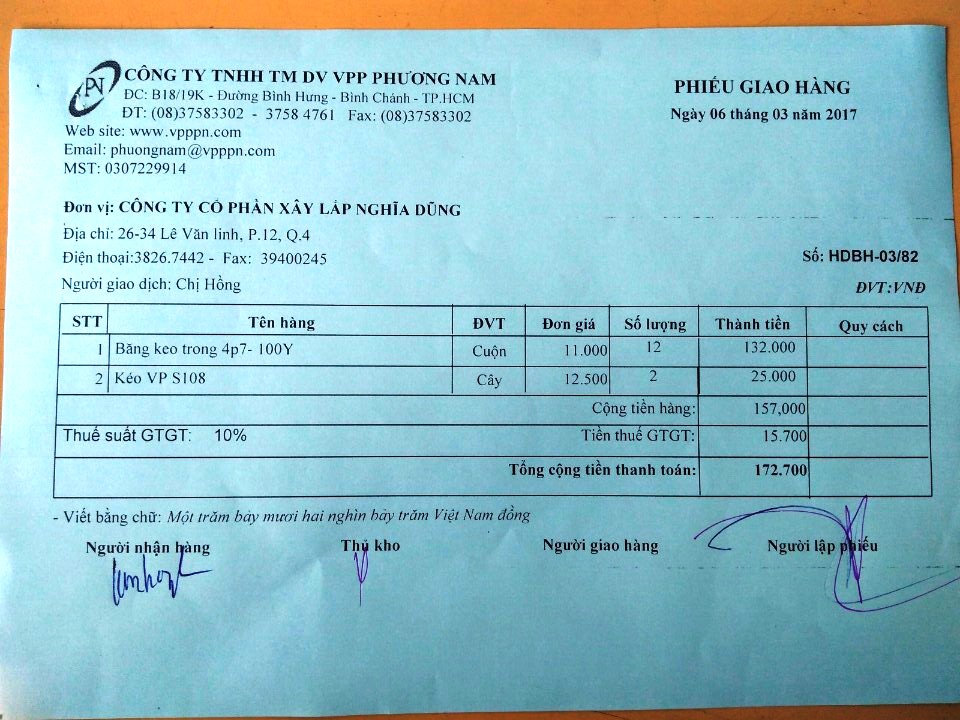 PN
CÔNG TY TNHH TM DV VPP PHƯƠNG NAM
ĐC: B18/19K - Đường Bình Hưng - Bình Chánh - TP.HCM
ĐT: (08)37583302 - 3758 4761 Fax: (08)37583302
Web site: www.vpppn.com
Email: phuongnam@vpppn.com
MST: 0307229914
PHIẾU GIAO HÀNG
Ngày 06 tháng 03 năm 2017
Đơn vị: CÔNG TY CỔ PHẦN XÂY LẮP NGHĨA DŨNG
Địa chỉ: 26-34 Lê Văn linh, P.12, Q.4
Điện thoại:3826.7442 - Fax: 39400245
Số: HDBH-03/82
Người giao dịch: Chị Hồng
ĐVT:VNĐ
STT Tên hàng ĐVT Đơn giá Số lượng Thành tiền Quy cách
1 Băng keo trong 4p7- 100Y Cuộn 11.000 12 132.000
2 Kéo VP S108 Cây 12.500 2 25.000
Cộng tiền hàng: 157,000
Thuế suất GTGT: 10% Tiền thuế GTGT: 15.700
Tổng cộng tiền thanh toán: 172.700
- Viết bằng chữ: Một trăm bảy mươi hai nghìn bảy trăm Việt Nam đồng
Người nhận hàng Thủ kho Người giao hàng Người lập phiếu